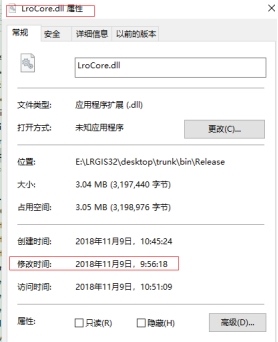 LroCore.dll 属性
常规 安全 详细信息 以前的版本
LroCore.dll
文件类型: 应用程序扩展 (.dll)
打开方式: 未知应用程序 更改(C)...
位置: E:\LRGIS32\desktop\trunk\bin\Release
大小: 3.04 MB (3,197,440 字节)
占用空间: 3.05 MB (3,198,976 字节)
创建时间: 2018年11月9日，10:45:24
修改时间: 2018年11月9日，9:56:18
访问时间: 2018年11月9日，10:51:09
属性: 只读(R) 隐藏(H) 高级(D)...